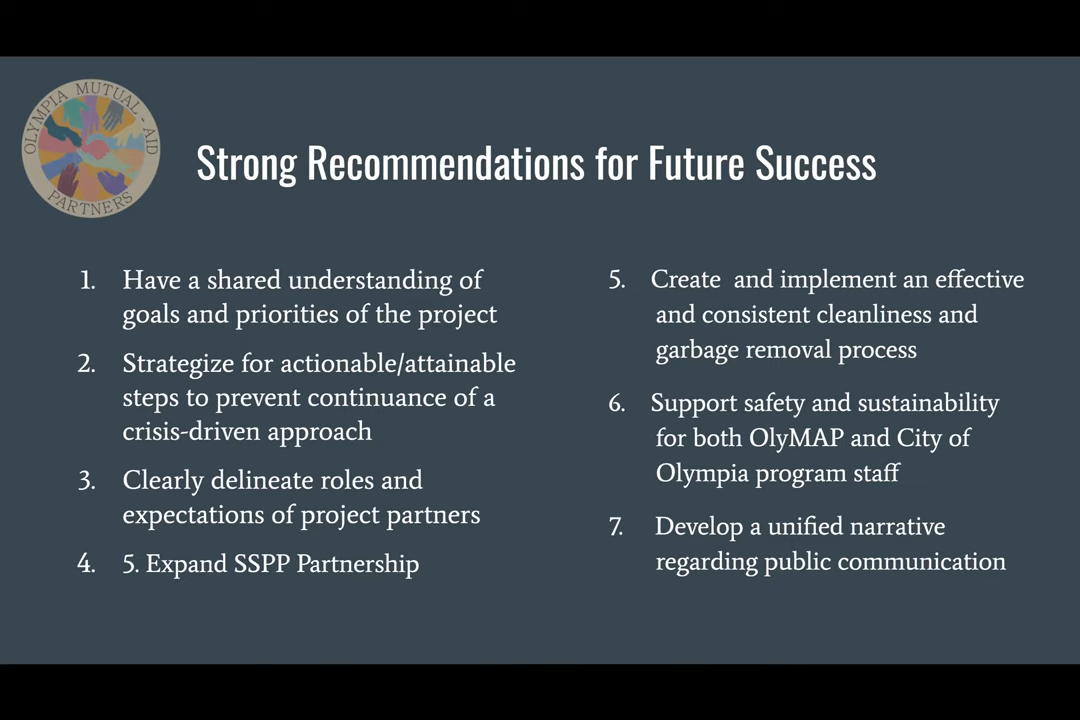 OLYMPIA MUTUAL-AID
PARTNERS
Strong Recommendations for Future Success
1. Have a shared understanding of
goals and priorities of the project
2. Strategize for actionable/attainable
steps to prevent continuance of a
crisis-driven approach
3. Clearly delineate roles and
expectations of project partners
4. 5. Expand SSPP Partnership
5. Create and implement an effective
and consistent cleanliness and
garbage removal process
6. Support safety and sustainability
for both OlyMAP and City of
Olympia program staff
7. Develop a unified narrative
regarding public communication